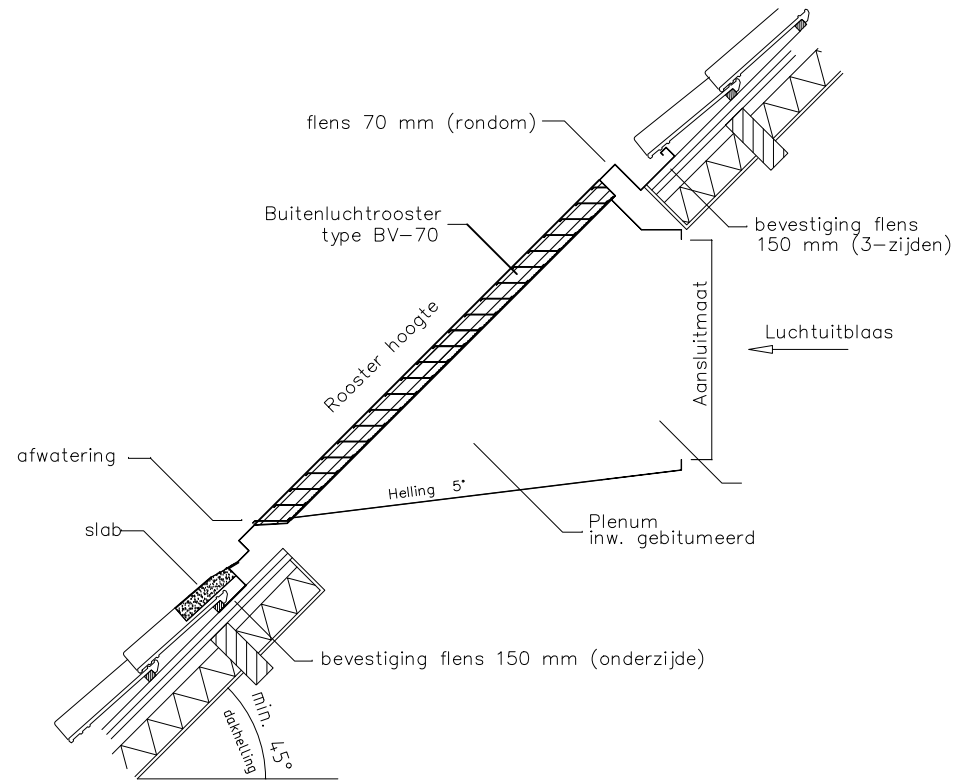 flens 70 mm (rondom)
Buitenluchtrooster
type BV-70
bevestiging flens
150 mm (3-zijden)
Rooster hoogte
Aansluitmaat
Luchtuitblaas
afwatering
Helling 5°
slab
Plenum
inw. gebitumeerd
bevestiging flens 150 mm (onderzijde)
min. 45°
dakhelling